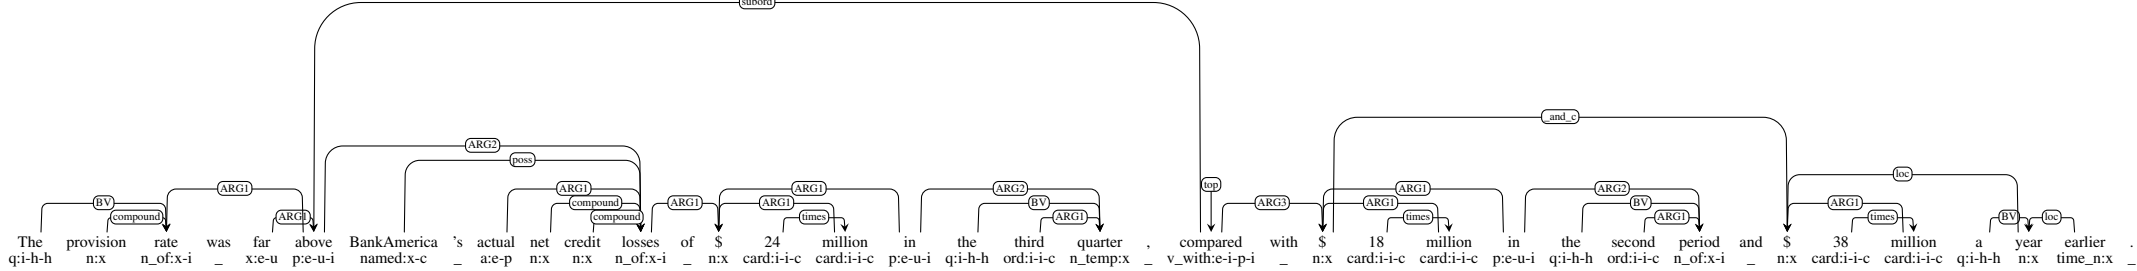 subord
_and_c
ARG2
poss
loc
top
ARG1 ARG1 ARG1 ARG2 ARG1 ARG2
BV compound ARG1 ARG1 BV ARG3 ARG1 BV ARG1
compound ARG1 compound times ARG1 times ARG1 times BV loc
The provision rate was far above BankAmerica 's actual net credit losses of $ 24 million in the third quarter , compared with $ 18 million in the second period and $ 38 million a year earlier .
q:i-h-h n:x n_of:x-i _ x:e-u p:e-u-i named:x-c _ a:e-p n:x n:x n_of:x-i _ n:x card:i-i-c card:i-i-c p:e-u-i q:i-h-h ord:i-i-c n_temp:x _ v_with:e-i-p-i _ n:x card:i-i-c card:i-i-c p:e-u-i q:i-h-h ord:i-i-c n_of:x-i _ n:x card:i-i-c card:i-i-c q:i-h-h n:x time_n:x _